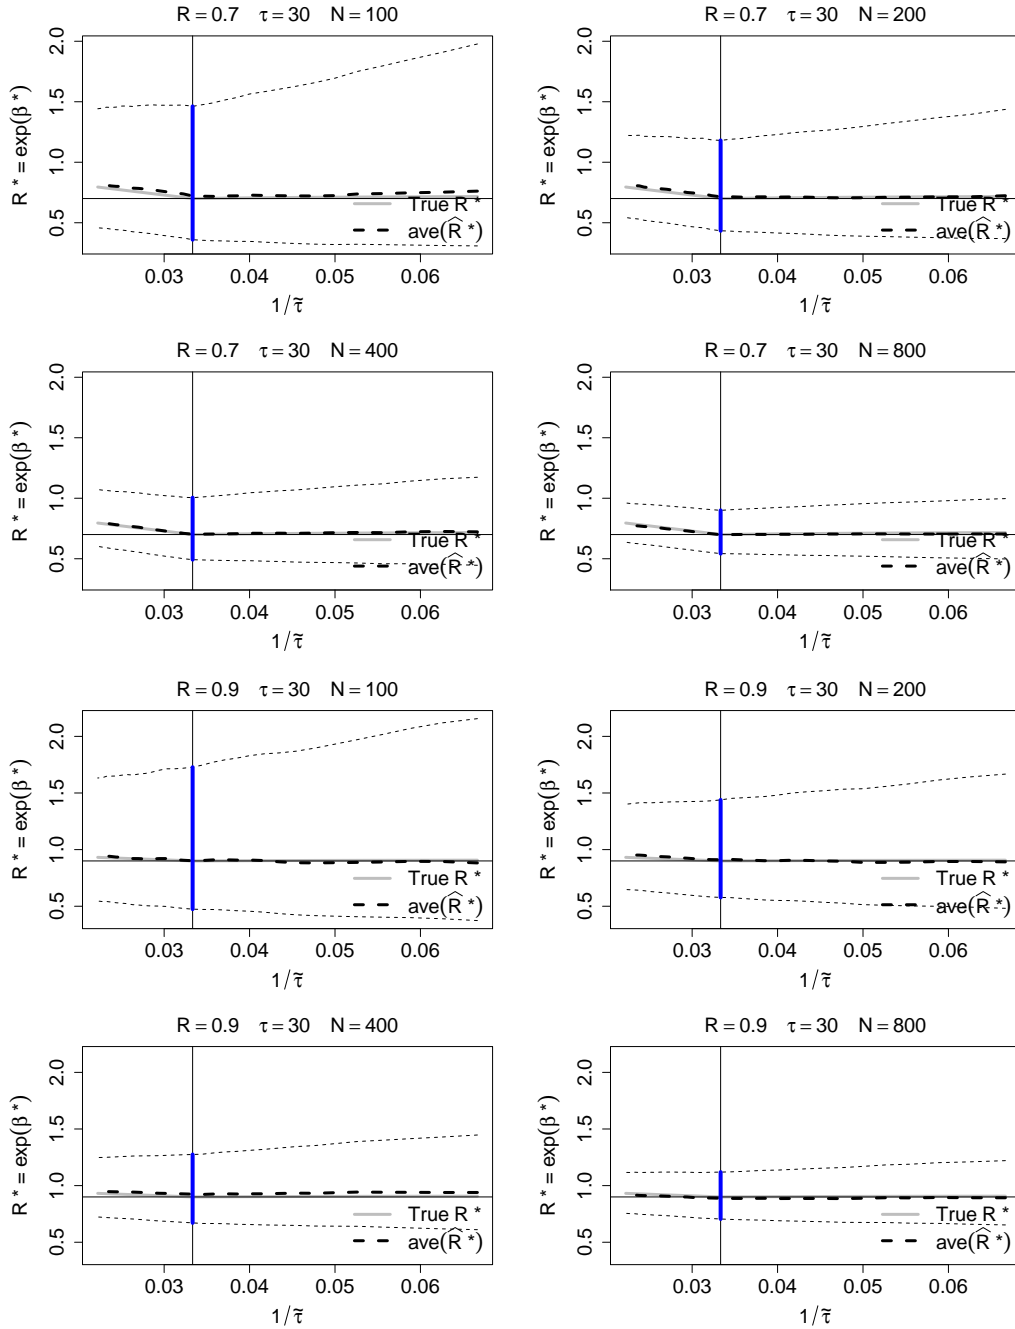 R = 0.7 τ = 30 N = 100
R * = exp(β *)
2.0
1.5
1.0
0.5
True R *
ave(R̂ *)
0.03 0.04 0.05 0.06
1/τ̃
R = 0.7 τ = 30 N = 200
R * = exp(β *)
2.0
1.5
1.0
0.5
True R *
ave(R̂ *)
0.03 0.04 0.05 0.06
1/τ̃
R = 0.7 τ = 30 N = 400
R * = exp(β *)
2.0
1.5
1.0
0.5
True R *
ave(R̂ *)
0.03 0.04 0.05 0.06
1/τ̃
R = 0.7 τ = 30 N = 800
R * = exp(β *)
2.0
1.5
1.0
0.5
True R *
ave(R̂ *)
0.03 0.04 0.05 0.06
1/τ̃
R = 0.9 τ = 30 N = 100
R * = exp(β *)
2.0
1.5
1.0
0.5
True R *
ave(R̂ *)
0.03 0.04 0.05 0.06
1/τ̃
R = 0.9 τ = 30 N = 200
R * = exp(β *)
2.0
1.5
1.0
0.5
True R *
ave(R̂ *)
0.03 0.04 0.05 0.06
1/τ̃
R = 0.9 τ = 30 N = 400
R * = exp(β *)
2.0
1.5
1.0
0.5
True R *
ave(R̂ *)
0.03 0.04 0.05 0.06
1/τ̃
R = 0.9 τ = 30 N = 800
R * = exp(β *)
2.0
1.5
1.0
0.5
True R *
ave(R̂ *)
0.03 0.04 0.05 0.06
1/τ̃